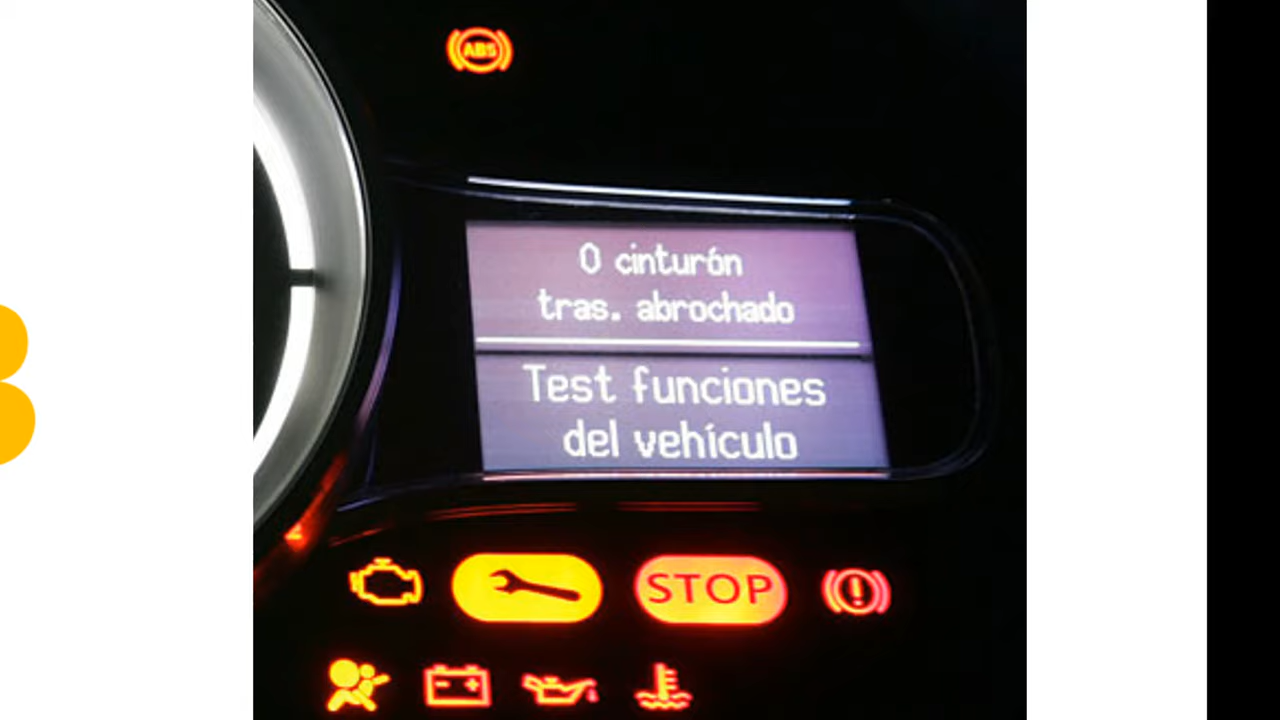 ABS
0 cinturón
tras. abrochado
Test funciones
del vehículo
STOP